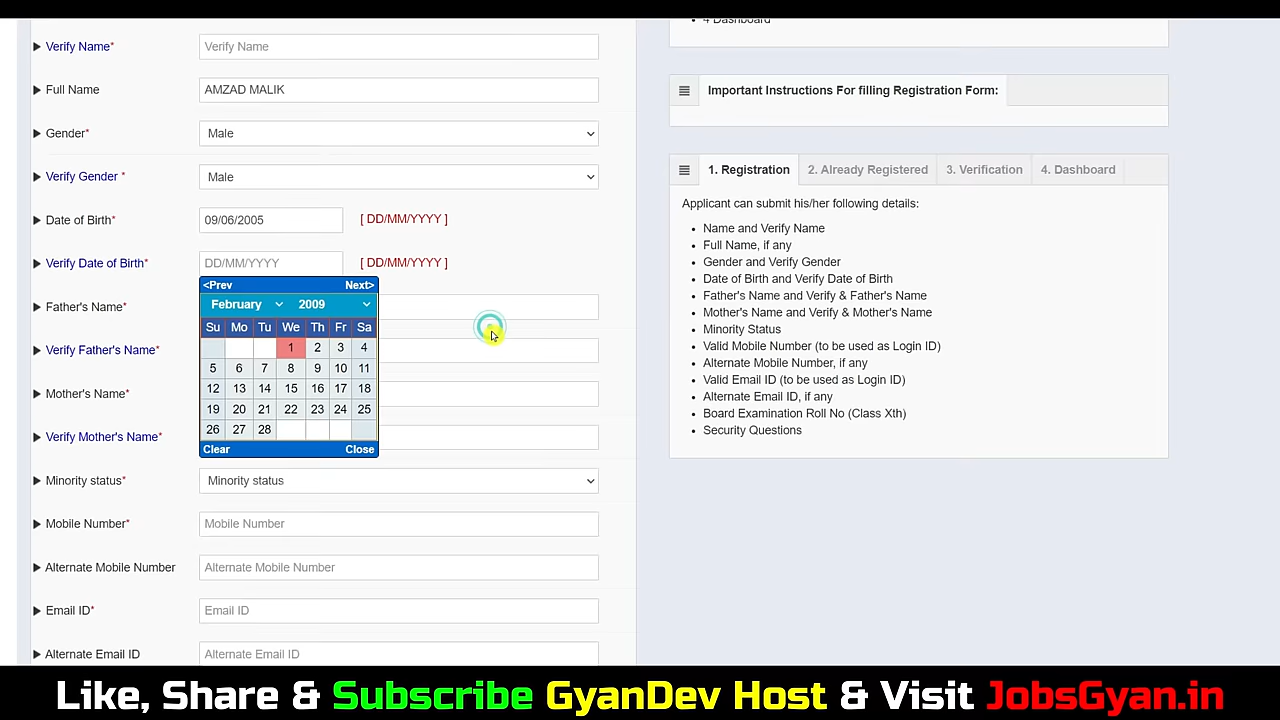 4 Dashboard
Verify Name*
Verify Name
Full Name
AMZAD MALIK
Gender*
Male
Verify Gender *
Male
Date of Birth*
09/06/2005
[ DD/MM/YYYY ]
Verify Date of Birth*
DD/MM/YYYY
[ DD/MM/YYYY ]
<Prev
Next>
February
2009
Su Mo Tu We Th Fr Sa
1 2 3 4
5 6 7 8 9 10 11
12 13 14 15 16 17 18
19 20 21 22 23 24 25
26 27 28
Clear
Close
Father's Name*
Verify Father's Name*
Mother's Name*
Verify Mother's Name*
Minority status*
Minority status
Mobile Number*
Mobile Number
Alternate Mobile Number
Alternate Mobile Number
Email ID*
Email ID
Alternate Email ID
Alternate Email ID
Important Instructions For filling Registration Form:
1. Registration
2. Already Registered
3. Verification
4. Dashboard
Applicant can submit his/her following details:
Name and Verify Name
Full Name, if any
Gender and Verify Gender
Date of Birth and Verify Date of Birth
Father's Name and Verify & Father's Name
Mother's Name and Verify & Mother's Name
Minority Status
Valid Mobile Number (to be used as Login ID)
Alternate Mobile Number, if any
Valid Email ID (to be used as Login ID)
Alternate Email ID, if any
Board Examination Roll No (Class Xth)
Security Questions
Like, Share & Subscribe GyanDev Host & Visit JobsGyan.in